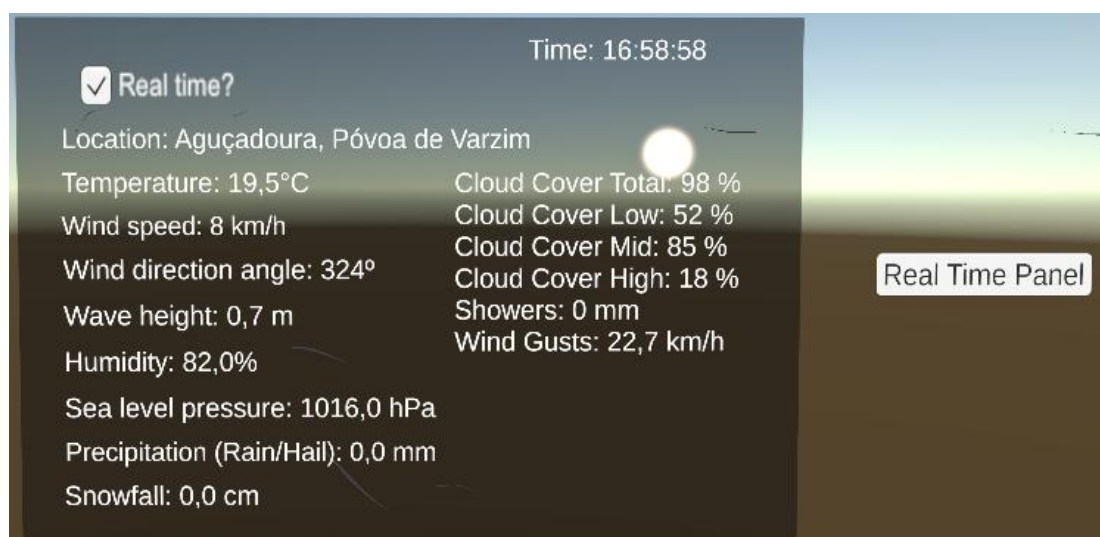 Time: 16:58:58
Real time?
Location: Aguçadoura, Póvoa de Varzim
Temperature: 19,5°C
Wind speed: 8 km/h
Wind direction angle: 324º
Wave height: 0,7 m
Humidity: 82,0%
Sea level pressure: 1016,0 hPa
Precipitation (Rain/Hail): 0,0 mm
Snowfall: 0,0 cm
Cloud Cover Total: 98 %
Cloud Cover Low: 52 %
Cloud Cover Mid: 85 %
Cloud Cover High: 18 %
Showers: 0 mm
Wind Gusts: 22,7 km/h
Real Time Panel